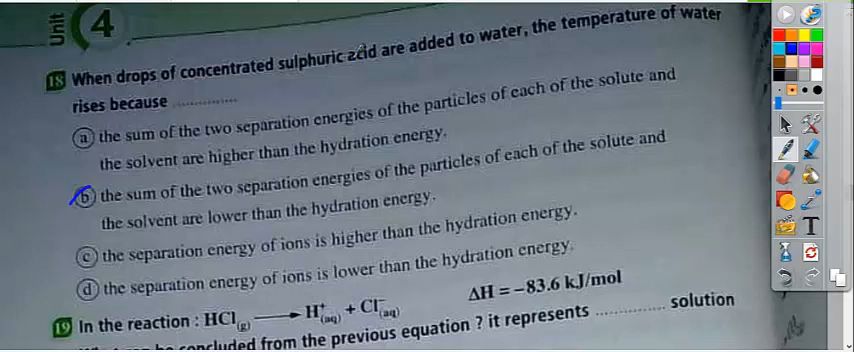 Unit 4
18 When drops of concentrated sulphuric acid are added to water, the temperature of water
rises because ..............
a the sum of the two separation energies of the particles of each of the solute and
the solvent are higher than the hydration energy.
b the sum of the two separation energies of the particles of each of the solute and
the solvent are lower than the hydration energy.
c the separation energy of ions is higher than the hydration energy.
d the separation energy of ions is lower than the hydration energy.
19 In the reaction : HCl(g) ⟶ H⁺(aq) + Cl⁻(aq) ΔH = −83.6 kJ/mol
concluded from the previous equation ? it represents .............. solution